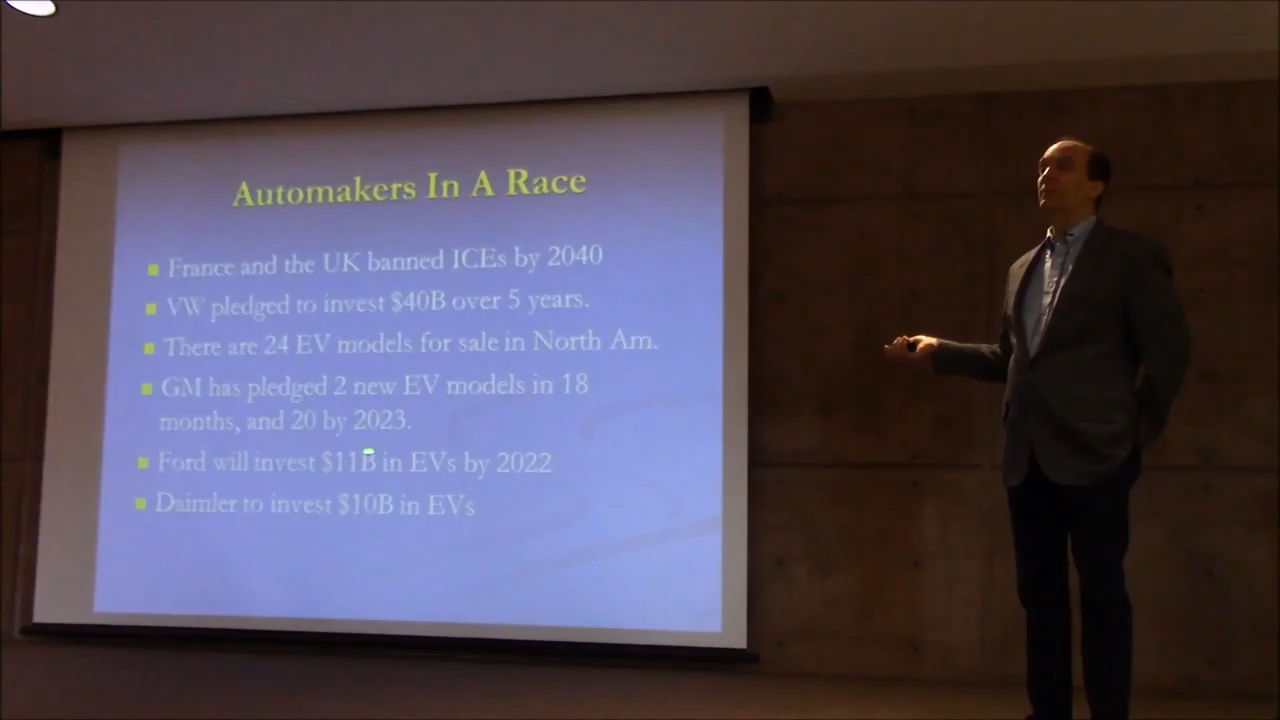 Automakers In A Race
France and the UK banned ICEs by 2040
VW pledged to invest $40B over 5 years.
There are 24 EV models for sale in North Am.
GM has pledged 2 new EV models in 18
months, and 20 by 2023.
Ford will invest $11B in EVs by 2022
Daimler to invest $10B in EVs